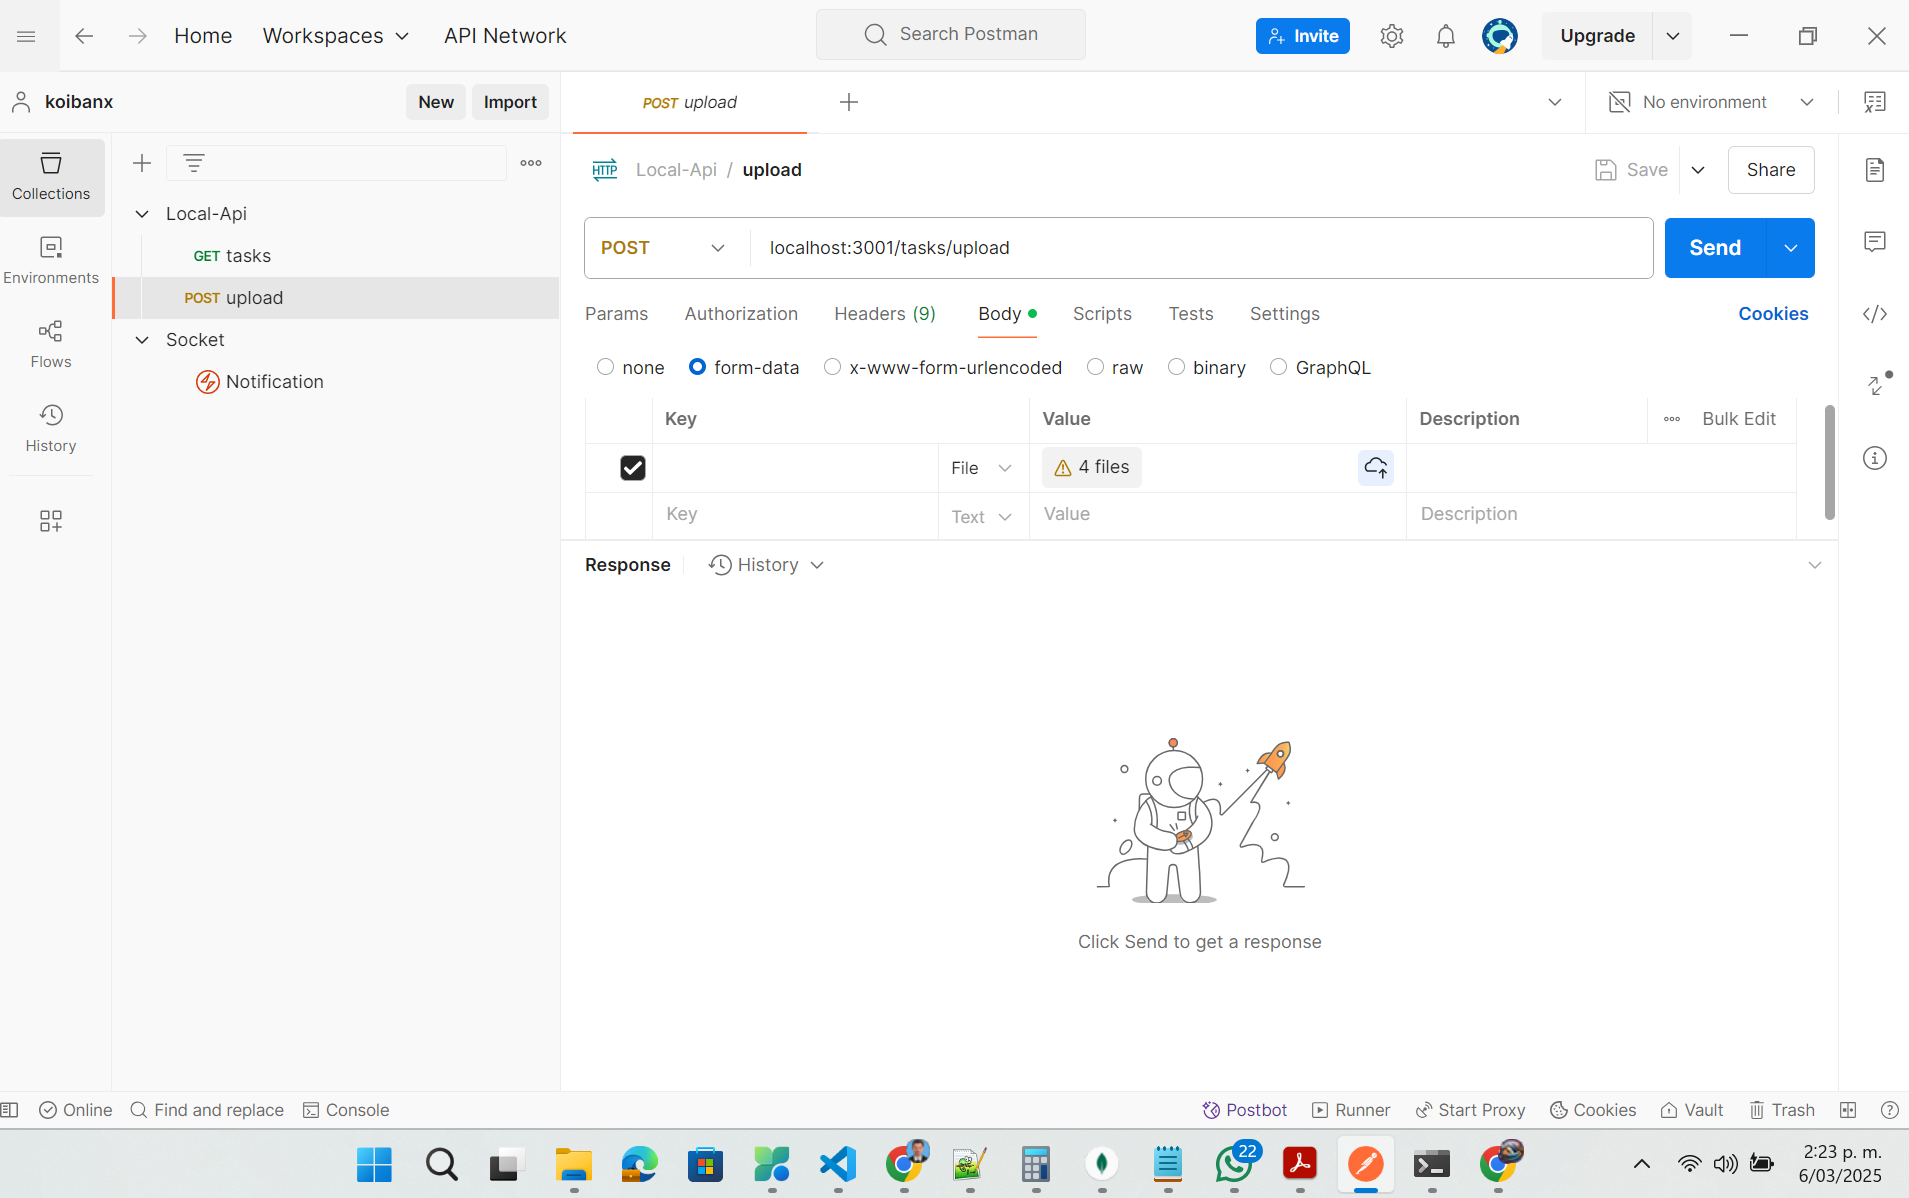 Home Workspaces API Network Search Postman Invite Upgrade
koibanx New Import POST upload No environment
Collections
Environments
Flows
History
Local-Api
GET tasks
POST upload
Socket
Notification
HTTP Local-Api / upload Save Share
POST localhost:3001/tasks/upload Send
Params Authorization Headers (9) Body Scripts Tests Settings Cookies
none form-data x-www-form-urlencoded raw binary GraphQL
Key Value Description Bulk Edit
File 4 files
Key Text Value Description
Response History
Click Send to get a response
Online Find and replace Console Postbot Runner Start Proxy Cookies Vault Trash
22
2:23 p. m.
6/03/2025